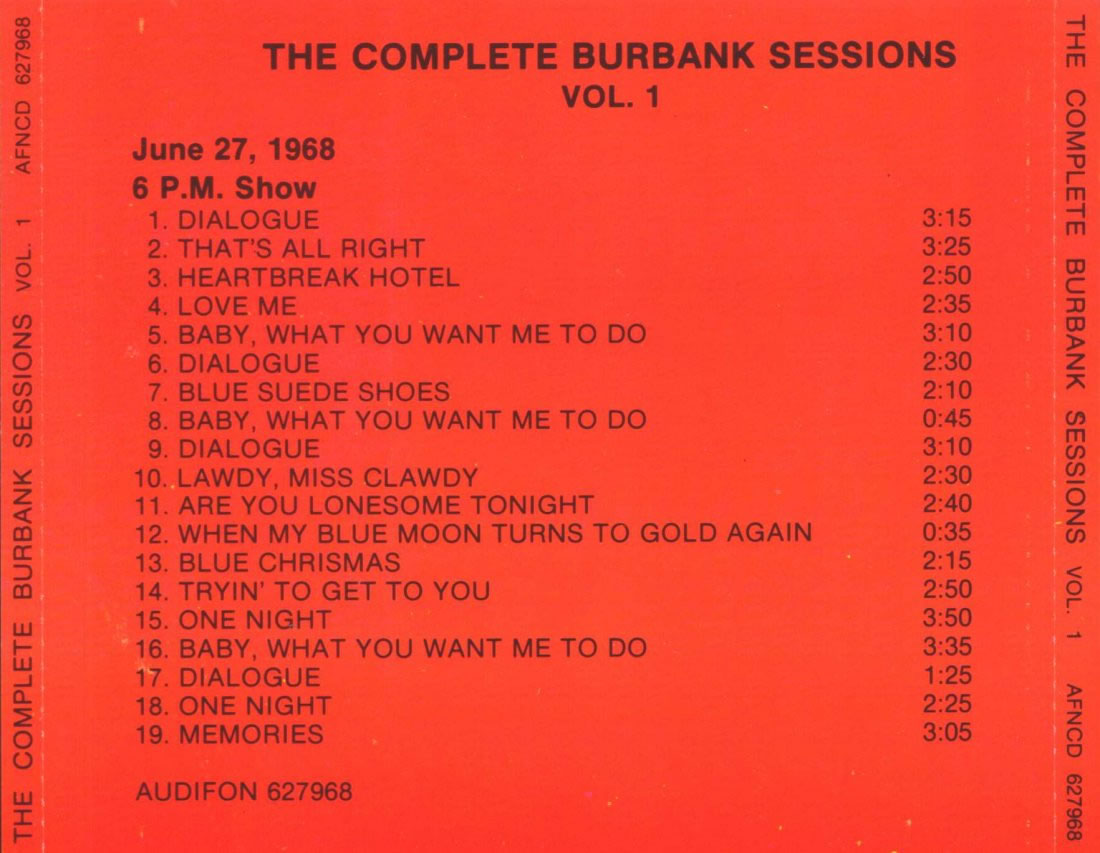 THE COMPLETE BURBANK SESSIONS VOL. 1 AFNCD 627968
THE COMPLETE BURBANK SESSIONS
VOL. 1
June 27, 1968
6 P.M. Show
1. DIALOGUE 3:15
2. THAT'S ALL RIGHT 3:25
3. HEARTBREAK HOTEL 2:50
4. LOVE ME 2:35
5. BABY, WHAT YOU WANT ME TO DO 3:10
6. DIALOGUE 2:30
7. BLUE SUEDE SHOES 2:10
8. BABY, WHAT YOU WANT ME TO DO 0:45
9. DIALOGUE 3:10
10. LAWDY, MISS CLAWDY 2:30
11. ARE YOU LONESOME TONIGHT 2:40
12. WHEN MY BLUE MOON TURNS TO GOLD AGAIN 0:35
13. BLUE CHRISMAS 2:15
14. TRYIN' TO GET TO YOU 2:50
15. ONE NIGHT 3:50
16. BABY, WHAT YOU WANT ME TO DO 3:35
17. DIALOGUE 1:25
18. ONE NIGHT 2:25
19. MEMORIES 3:05
AUDIFON 627968
THE COMPLETE BURBANK SESSIONS VOL. 1 AFNCD 627968